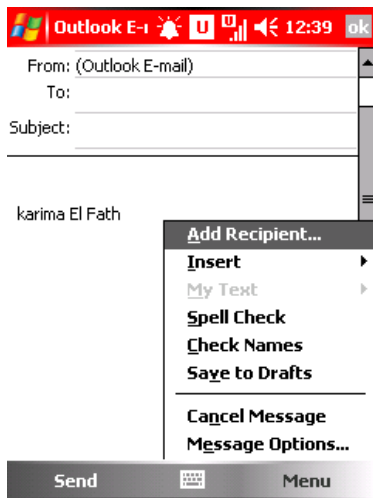 Outlook E-
U
U
12:39
ok
From: (Outlook E-mail)
To:
Subject:
karima El Fath
Add Recipient...
Insert
My Text
Spell Check
Check Names
Save to Drafts
Cancel Message
Message Options...
Send
Menu